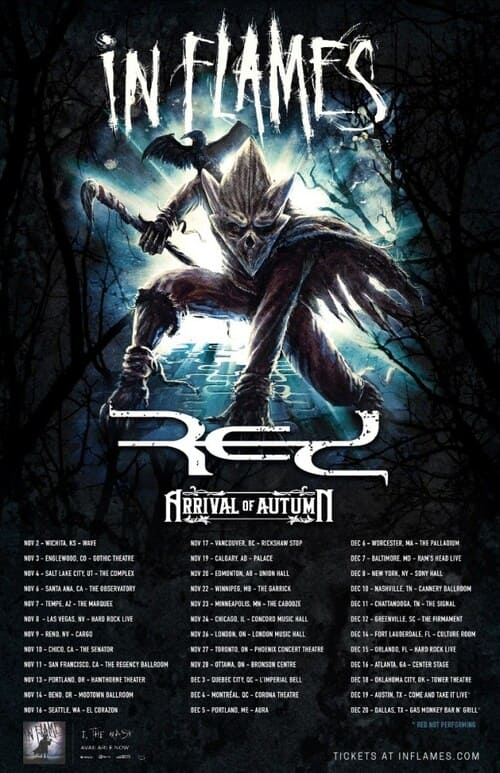 IN FLAMES
RED
ARRIVAL OF AUTUMN
NOV 2 - WICHITA, KS - WAVE
NOV 3 - ENGLEWOOD, CO - GOTHIC THEATRE
NOV 4 - SALT LAKE CITY, UT - THE COMPLEX
NOV 6 - SANTA ANA, CA - THE OBSERVATORY
NOV 7 - TEMPE, AZ - THE MARQUEE
NOV 8 - LAS VEGAS, NV - HARD ROCK LIVE
NOV 9 - RENO, NV - CARGO
NOV 10 - CHICO, CA - THE SENATOR
NOV 11 - SAN FRANCISCO, CA - THE REGENCY BALLROOM
NOV 13 - PORTLAND, OR - HAWTHORNE THEATER
NOV 14 - BEND, OR - MIDTOWN BALLROOM
NOV 16 - SEATTLE, WA - EL CORAZON
NOV 17 - VANCOUVER, BC - RICKSHAW STOP
NOV 19 - CALGARY, AB - PALACE
NOV 20 - EDMONTON, AB - UNION HALL
NOV 22 - WINNIPEG, MB - THE GARRICK
NOV 23 - MINNEAPOLIS, MN - THE CABOOZE
NOV 24 - CHICAGO, IL - CONCORD MUSIC HALL
NOV 26 - LONDON, ON - LONDON MUSIC HALL
NOV 27 - TORONTO, ON - PHOENIX CONCERT THEATRE
NOV 28 - OTTAWA, ON - BRONSON CENTRE
DEC 3 - QUEBEC CITY, QC - L'IMPERIAL BELL
DEC 4 - MONTRÉAL, QC - CORONA THEATRE
DEC 5 - PORTLAND, ME - AURA
DEC 6 - WORCESTER, MA - THE PALLADIUM
DEC 7 - BALTIMORE, MD - RAM'S HEAD LIVE
DEC 8 - NEW YORK, NY - SONY HALL
DEC 10 - NASHVILLE, TN - CANNERY BALLROOM
DEC 11 - CHATTANOOGA, TN - THE SIGNAL
DEC 12 - GREENVILLE, SC - THE FIRMAMENT
DEC 14 - FORT LAUDERDALE, FL - CULTURE ROOM
DEC 15 - ORLANDO, FL - HARD ROCK LIVE
DEC 16 - ATLANTA, GA - CENTER STAGE
DEC 18 - OKLAHOMA CITY, OK - TOWER THEATRE
DEC 19 - AUSTIN, TX - COME AND TAKE IT LIVE*
DEC 20 - DALLAS, TX - GAS MONKEY BAR N' GRILL*
* RED NOT PERFORMING
IN FLAMES
I, THE MASK
AVAILABLE NOW
TICKETS AT INFLAMES.COM